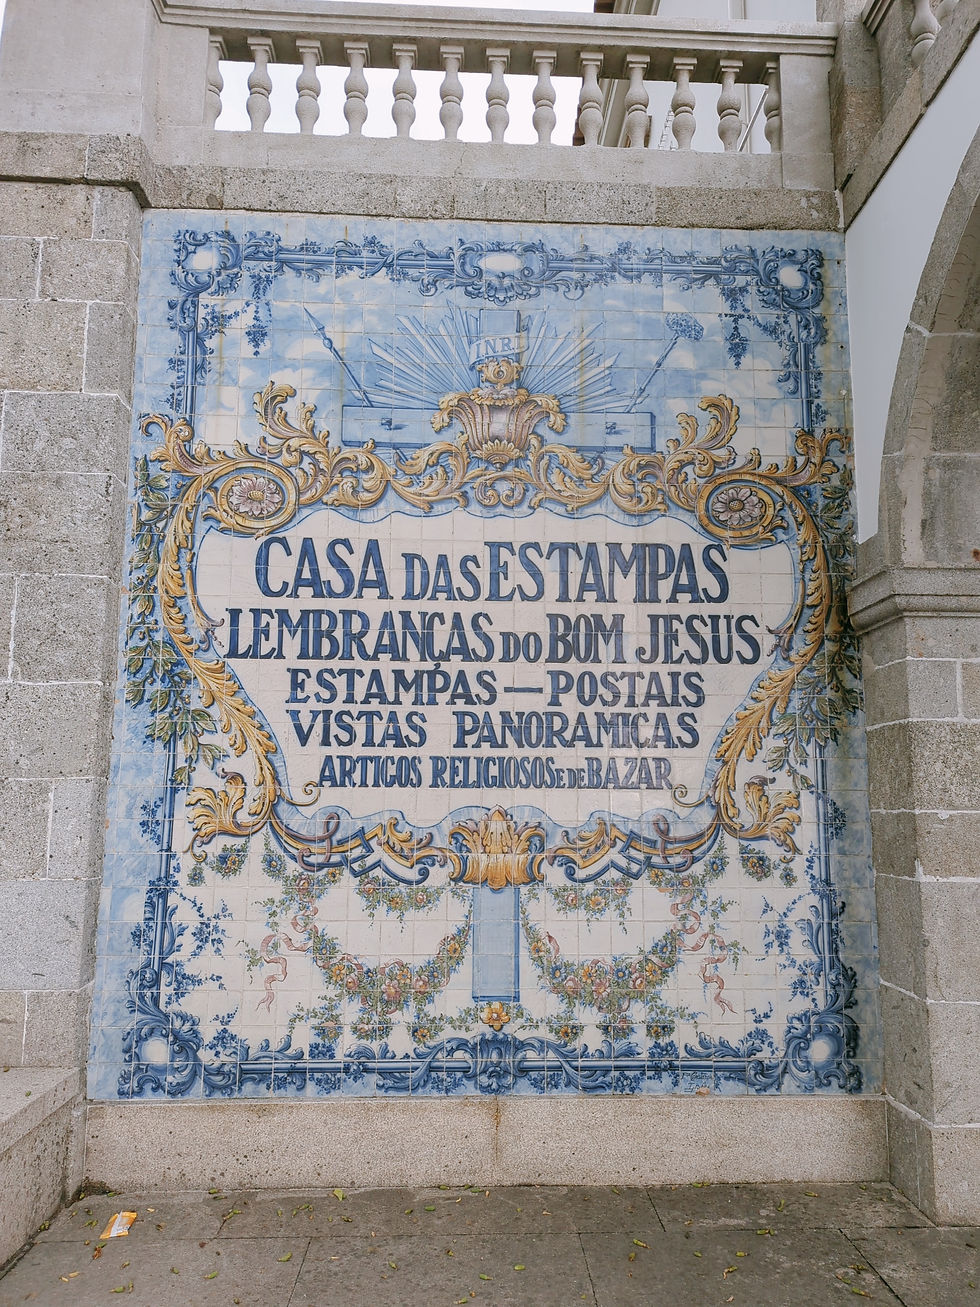 INRI
CASA DAS ESTAMPAS
LEMBRANÇAS DO BOM JESUS
ESTAMPAS — POSTAIS
VISTAS PANORAMICAS
ARTIGOS RELIGIOSOS E DE BAZAR